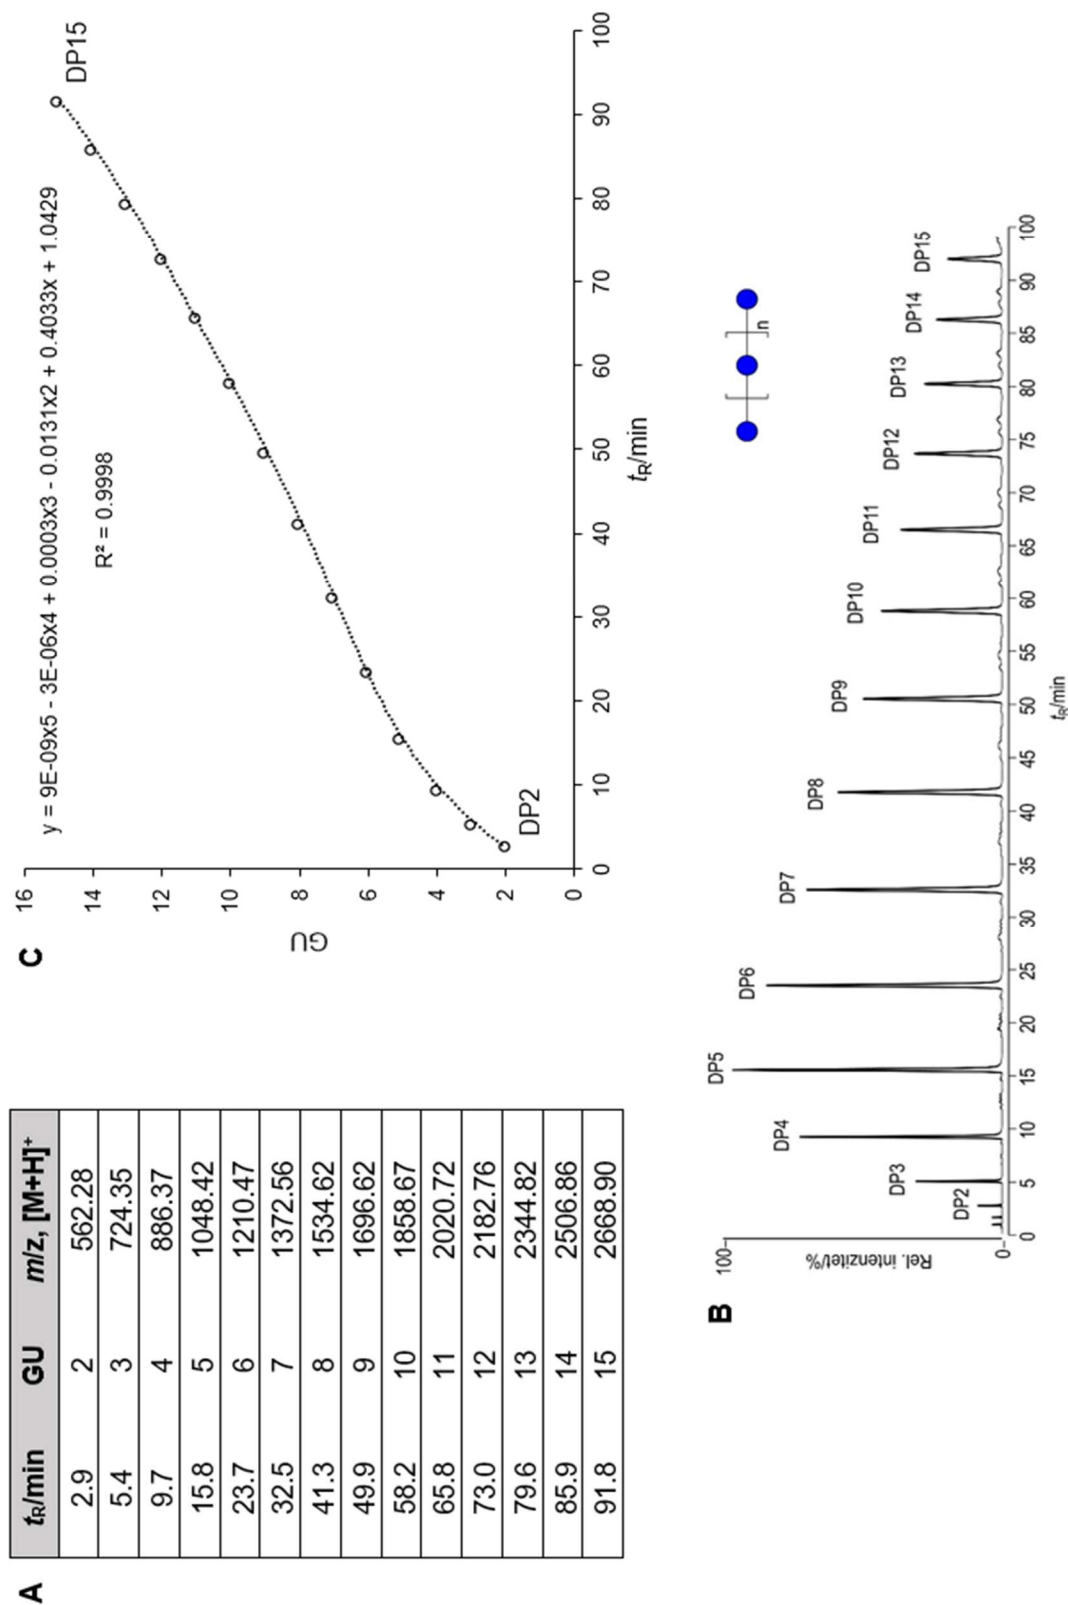 A
tR/min GU m/z, [M+H]+
2.9 2 562.28
5.4 3 724.35
9.7 4 886.37
15.8 5 1048.42
23.7 6 1210.47
32.5 7 1372.56
41.3 8 1534.62
49.9 9 1696.62
58.2 10 1858.67
65.8 11 2020.72
73.0 12 2182.76
79.6 13 2344.82
85.9 14 2506.86
91.8 15 2668.90
C
y = 9E-09x5 - 3E-06x4 + 0.0003x3 - 0.0131x2 + 0.4033x + 1.0429
R² = 0.9998
DP15
DP2
GU
16
14
12
10
8
6
4
2
0
0 10 20 30 40 50 60 70 80 90 100
tR/min
B
Rel. intenzitet/%
100
0
DP2 DP3 DP4 DP5 DP6 DP7 DP8 DP9 DP10 DP11 DP12 DP13 DP14 DP15
n
0 5 10 15 20 25 30 35 40 45 50 55 60 65 70 75 80 85 90 100
tR/min